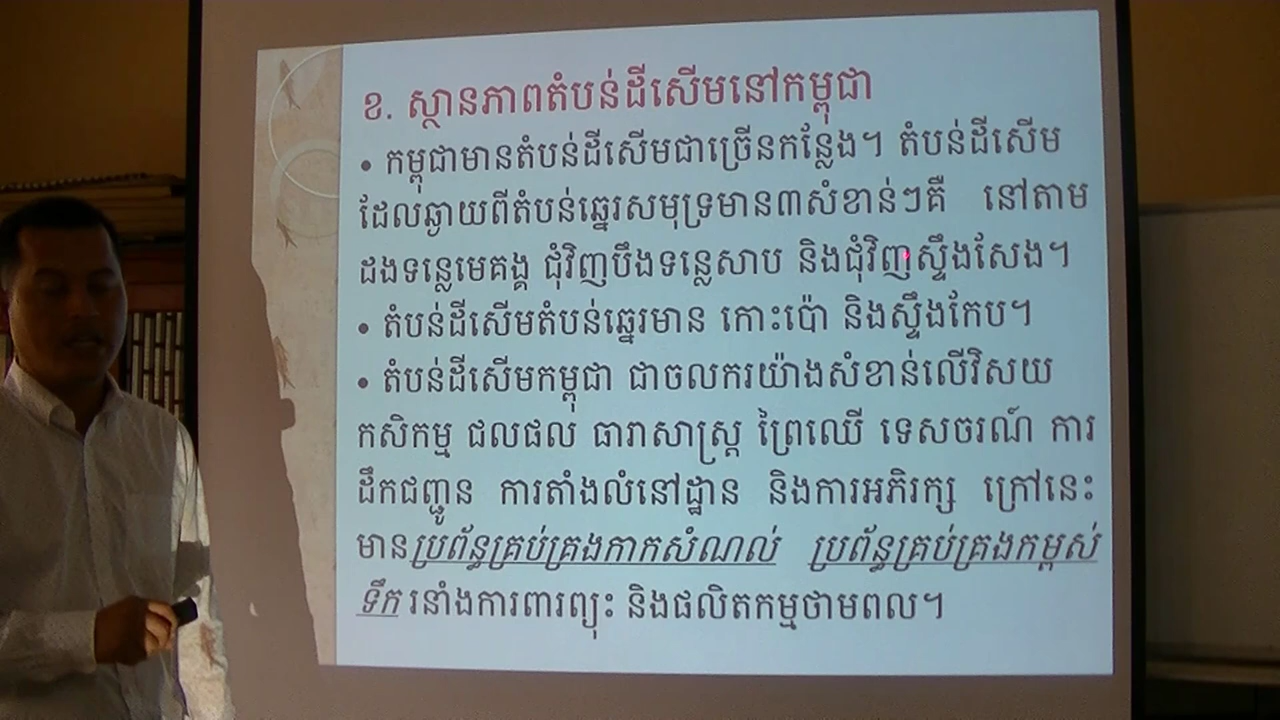 ខ. ស្ថានភាពតំបន់ដីសើមនៅកម្ពុជា
• កម្ពុជាមានតំបន់ដីសើមជាច្រើនកន្លែង។ តំបន់ដីសើម
ដែលឆ្ងាយពីតំបន់ឆ្នេរសមុទ្រមាន៣សំខាន់ៗគឺ នៅតាម
ដងទន្លេមេគង្គ ជុំវិញបឹងទន្លេសាប និងជុំវិញស្ទឹងសែង។
• តំបន់ដីសើមតំបន់ឆ្នេរមាន កោះប៉ោ និងស្ទឹងកែប។
• តំបន់ដីសើមកម្ពុជា ជាចលករយ៉ាងសំខាន់លើវិសយ
កសិកម្ម ជលផល ធារាសាស្ត្រ ព្រៃឈើ ទេសចរណ៍ ការ
ដឹកជញ្ជូន ការតាំងលំនៅដ្ឋាន និងការអភិរក្ស ក្រៅនេះ
មានប្រព័ន្ធគ្រប់គ្រងកាកសំណល់ ប្រព័ន្ធគ្រប់គ្រងកម្ពស់
ទឹក របាំងការពារព្យុះ និងផលិតកម្មថាមពល។